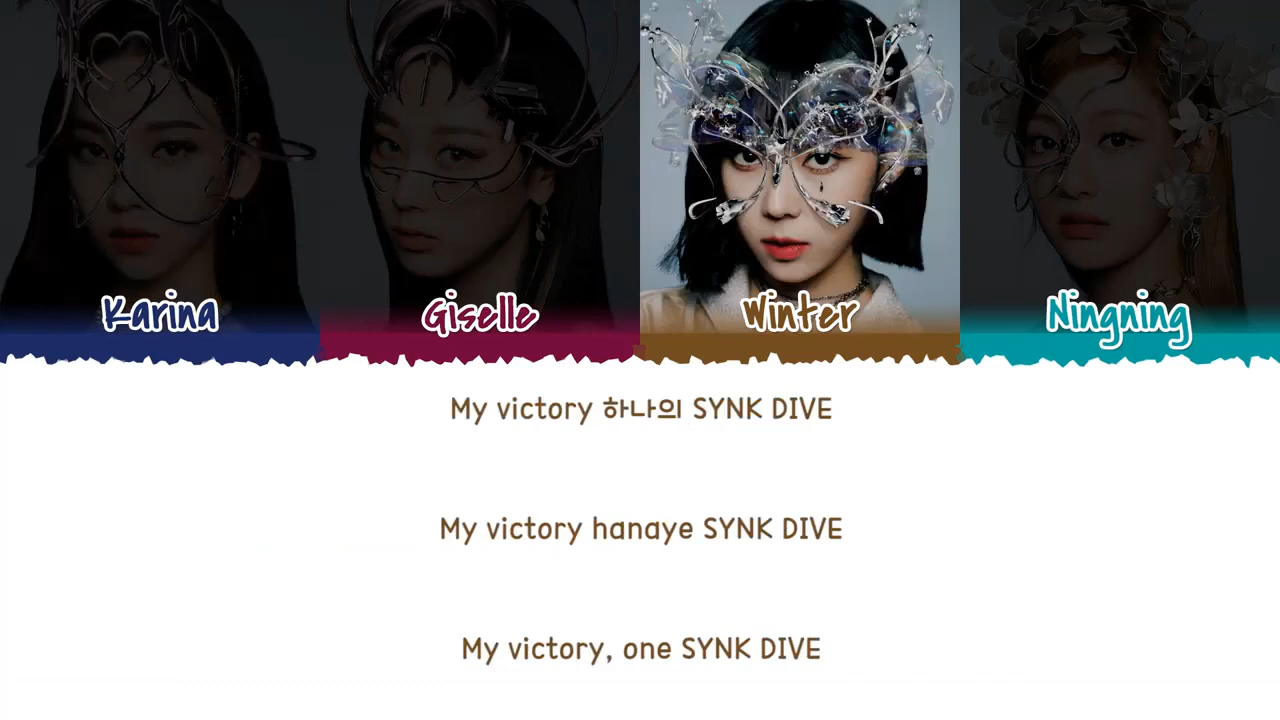 Karina Giselle Winter Ningning
My victory 하나의 SYNK DIVE
My victory hanaye SYNK DIVE
My victory, one SYNK DIVE